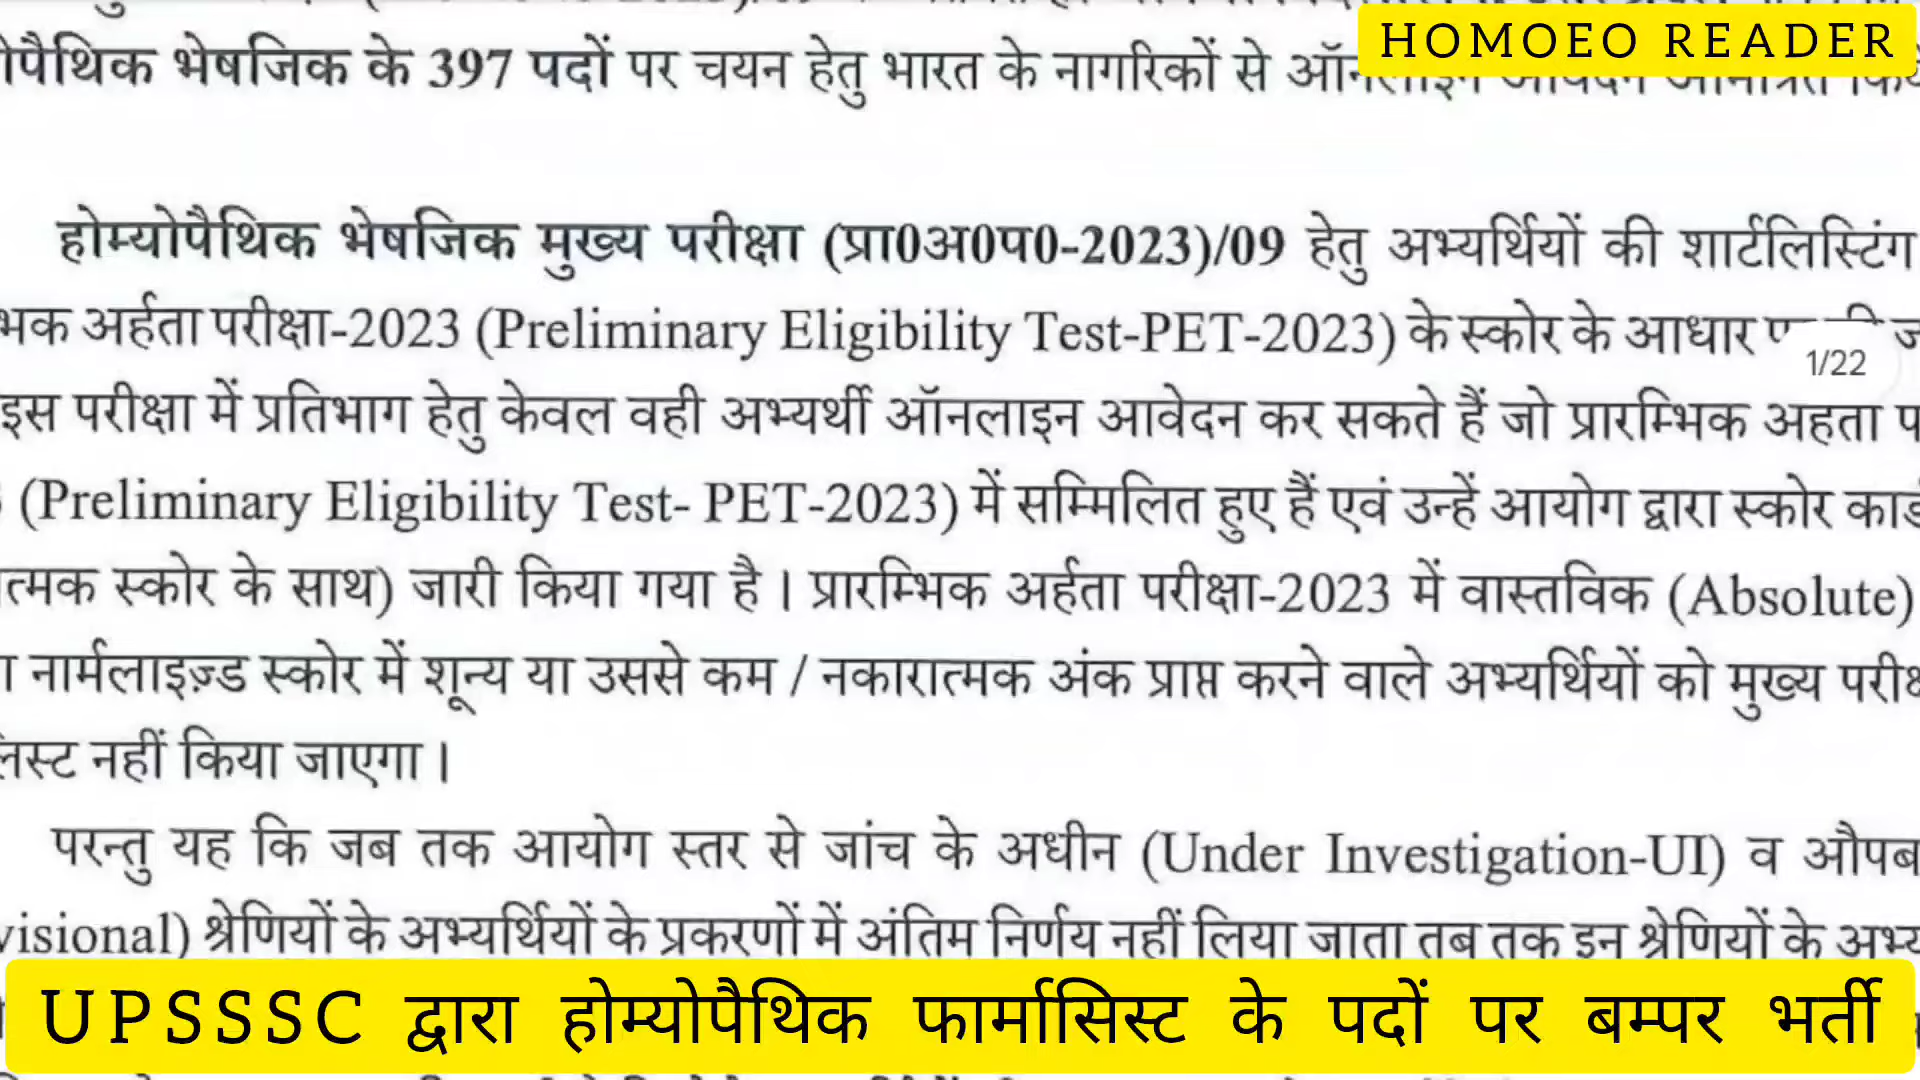 HOMOEO READER
पैथिक भेषजिक के 397 पदों पर चयन हेतु भारत के नागरिकों से
होम्योपैथिक भेषजिक मुख्य परीक्षा (प्रा0अ0प0-2023)/09 हेतु अभ्यर्थियों की शार्टलिस्टिंग
भक अर्हता परीक्षा-2023 (Preliminary Eligibility Test-PET-2023) के स्कोर के आधार
1/22
इस परीक्षा में प्रतिभाग हेतु केवल वही अभ्यर्थी ऑनलाइन आवेदन कर सकते हैं जो प्रारम्भिक अहता प
(Preliminary Eligibility Test- PET-2023) में सम्मिलित हुए हैं एवं उन्हें आयोग द्वारा स्कोर कार्ड
त्मक स्कोर के साथ) जारी किया गया है । प्रारम्भिक अर्हता परीक्षा-2023 में वास्तविक (Absolute)
नार्मलाइज़्ड स्कोर में शून्य या उससे कम / नकारात्मक अंक प्राप्त करने वाले अभ्यर्थियों को मुख्य परीक्ष
लिस्ट नहीं किया जाएगा ।
परन्तु यह कि जब तक आयोग स्तर से जांच के अधीन (Under Investigation-UI) व औपब
visional) श्रेणियों के अभ्यर्थियों के प्रकरणों में अंतिम निर्णय नहीं लिया जाता तब तक इन श्रेणियों के अभ्य
UPSSSC द्वारा होम्योपैथिक फार्मासिस्ट के पदों पर बम्पर भर्ती